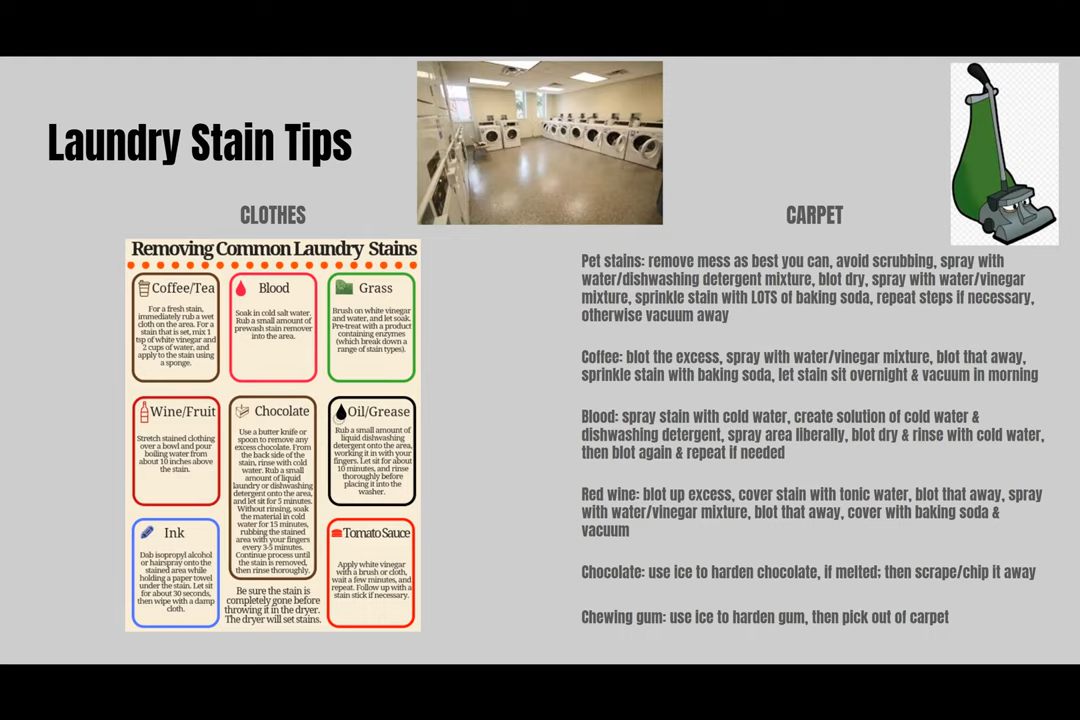 Laundry Stain Tips
CLOTHES
Removing Common Laundry Stains
Coffee/Tea
For a fresh stain,
immediately rub a wet
cloth on the area. For a
stain that is set, mix 1
tsp of white vinegar and
2 cups of water, and
apply to the stain using
a sponge.
Blood
Soak in cold salt water.
Rub a small amount of
prewash stain remover
into the area.
Grass
Brush on white vinegar
and water, and let soak.
Pre-treat with a product
containing enzymes
(which break down a
range of stain types).
Wine/Fruit
Stretch stained clothing
over a bowl and pour
boiling water from
about 10 inches above
the stain.
Chocolate
Use a butter knife or
spoon to remove any
excess chocolate. From
the back side of the
stain, rinse with cold
water. Rub a small
amount of liquid
laundry or dishwashing
detergent onto the area,
and let sit for 5 minutes.
Without rinsing, soak
the material in cold
water for 15 minutes,
rubbing the stained
area with your fingers
every 3-5 minutes.
Continue process until
the stain is removed,
then rinse thoroughly.
Oil/Grease
Rub a small amount of
liquid dishwashing
detergent onto the area,
working it in with your
fingers. Let sit for about
10 minutes, and rinse
thoroughly before
placing it into the
washer.
Ink
Dab isopropyl alcohol
or hairspray onto the
stained area while
holding a paper towel
under the stain. Let sit
for about 30 seconds,
then wipe with a damp
cloth.
Be sure the stain is
completely gone before
throwing it in the dryer.
The dryer will set stains.
Tomato Sauce
Apply white vinegar
with a brush or cloth,
wait a few minutes, and
repeat. Follow up with a
stain stick if necessary.
CARPET
Pet stains: remove mess as best you can, avoid scrubbing, spray with
water/dishwashing detergent mixture, blot dry, spray with water/vinegar
mixture, sprinkle stain with LOTS of baking soda, repeat steps if necessary,
otherwise vacuum away
Coffee: blot the excess, spray with water/vinegar mixture, blot that away,
sprinkle stain with baking soda, let stain sit overnight & vacuum in morning
Blood: spray stain with cold water, create solution of cold water &
dishwashing detergent, spray area liberally, blot dry & rinse with cold water,
then blot again & repeat if needed
Red wine: blot up excess, cover stain with tonic water, blot that away, spray
with water/vinegar mixture, blot that away, cover with baking soda &
vacuum
Chocolate: use ice to harden chocolate, if melted; then scrape/chip it away
Chewing gum: use ice to harden gum, then pick out of carpet